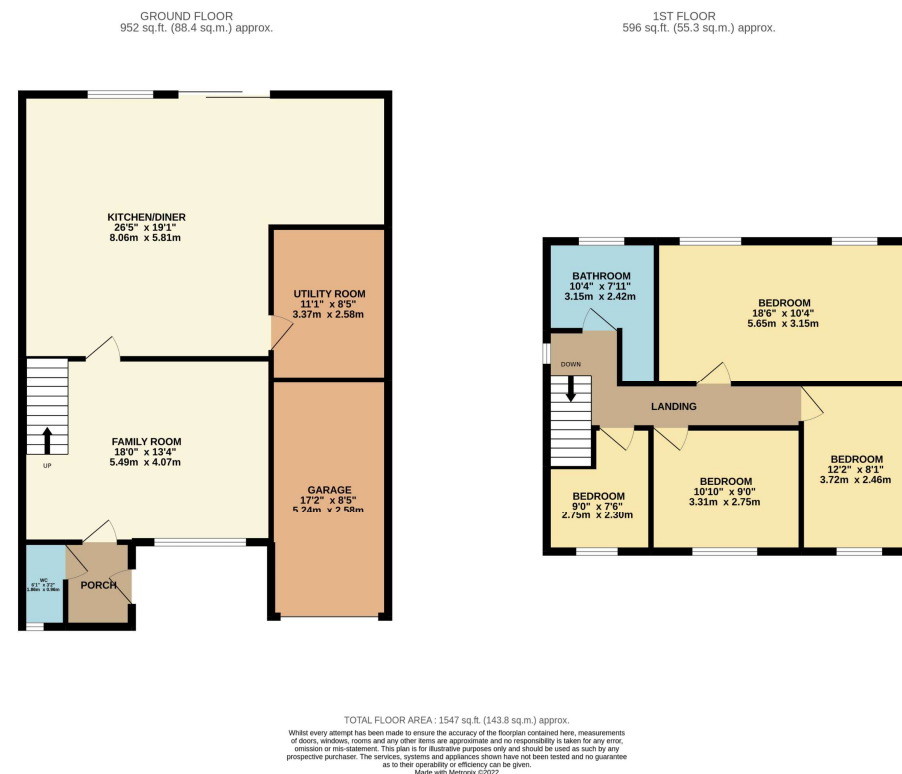 GROUND FLOOR
952 sq.ft. (88.4 sq.m.) approx.
1ST FLOOR
596 sq.ft. (55.3 sq.m.) approx.
KITCHEN/DINER
26'5" x 19'1"
8.06m x 5.81m
UTILITY ROOM
11'1" x 8'5"
3.37m x 2.58m
UP
FAMILY ROOM
18'0" x 13'4"
5.49m x 4.07m
GARAGE
17'2" x 8'5"
5.24m x 2.58m
WC
6'1" x 3'2"
1.86m x 0.96m
PORCH
BATHROOM
10'4" x 7'11"
3.15m x 2.42m
BEDROOM
18'6" x 10'4"
5.65m x 3.15m
DOWN
LANDING
BEDROOM
12'2" x 8'1"
3.72m x 2.46m
BEDROOM
9'0" x 7'6"
2.75m x 2.30m
BEDROOM
10'10" x 9'0"
3.31m x 2.75m
TOTAL FLOOR AREA : 1547 sq.ft. (143.8 sq.m.) approx.
Whilst every attempt has been made to ensure the accuracy of the floorplan contained here, measurements
of doors, windows, rooms and any other items are approximate and no responsibility is taken for any error,
omission or mis-statement. This plan is for illustrative purposes only and should be used as such by any
prospective purchaser. The services, systems and appliances shown have not been tested and no guarantee
as to their operability or efficiency can be given.
Made with Metropix ©2022